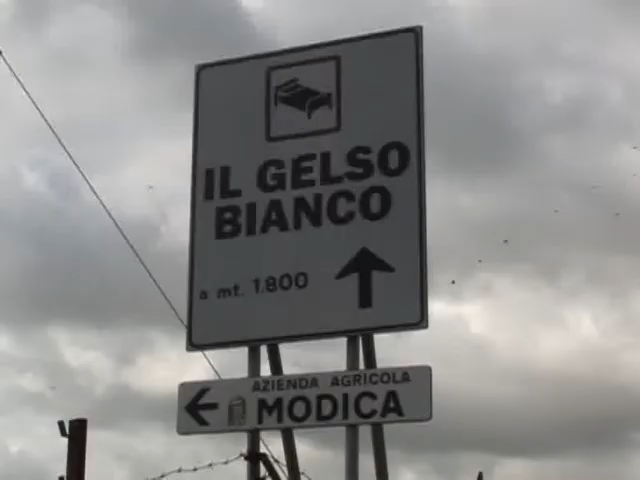 IL GELSO
BIANCO
a mt. 1.800
AZIENDA AGRICOLA
MODICA